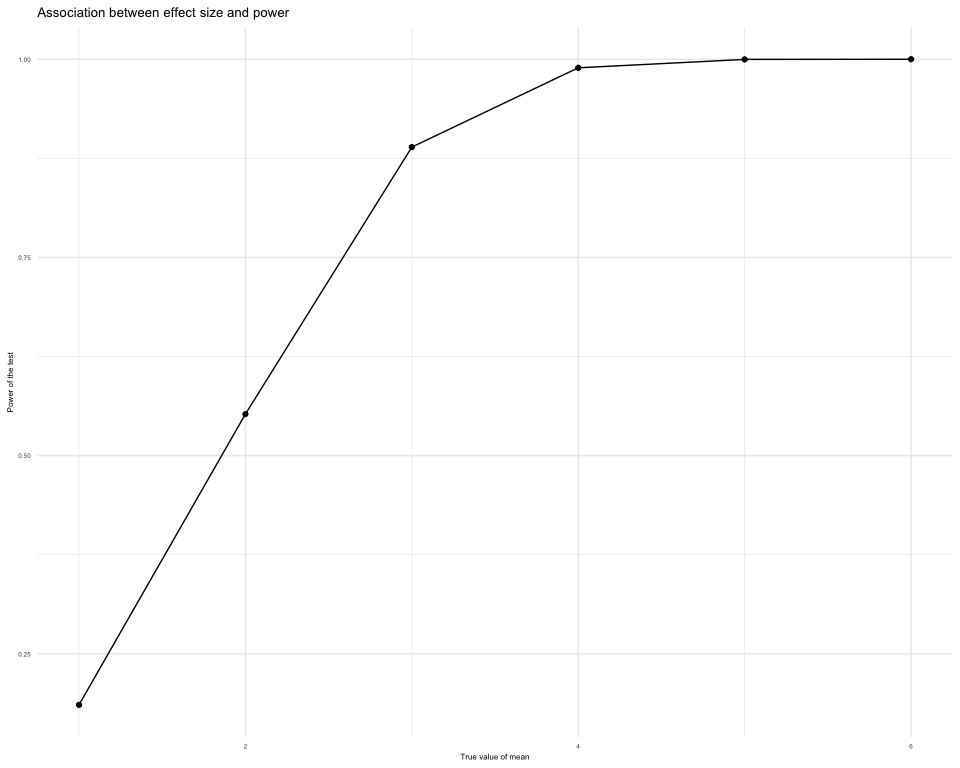 Association between effect size and power
1.00
0.75
0.50
0.25
Power of the test
2
4
6
True value of mean